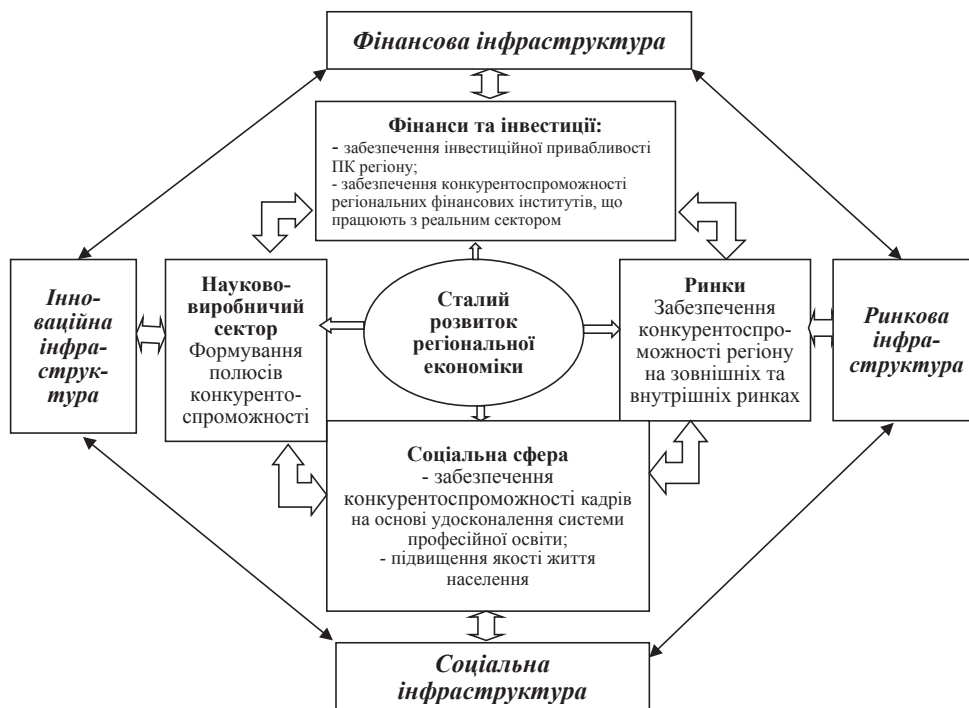 Фінансова інфраструктура
Фінанси та інвестиції:
- забезпечення інвестиційної привабливості
ПК регіону;
- забезпечення конкурентоспроможності
регіональних фінансових інститутів, що
працюють з реальним сектором
Інно-
ваційна
інфра-
струк-
тура
Науково-
виробничий
сектор
Формування
полюсів
конкуренто-
спроможності
Сталий
розвиток
регіональної
економіки
Ринки
Забезпечення
конкурентоспро-
можності регіону
на зовнішніх та
внутрішніх ринках
Ринкова
інфра-
структура
Соціальна сфера
- забезпечення
конкурентоспроможності кадрів
на основі удосконалення системи
професійної освіти;
- підвищення якості життя
населення
Соціальна
інфраструктура